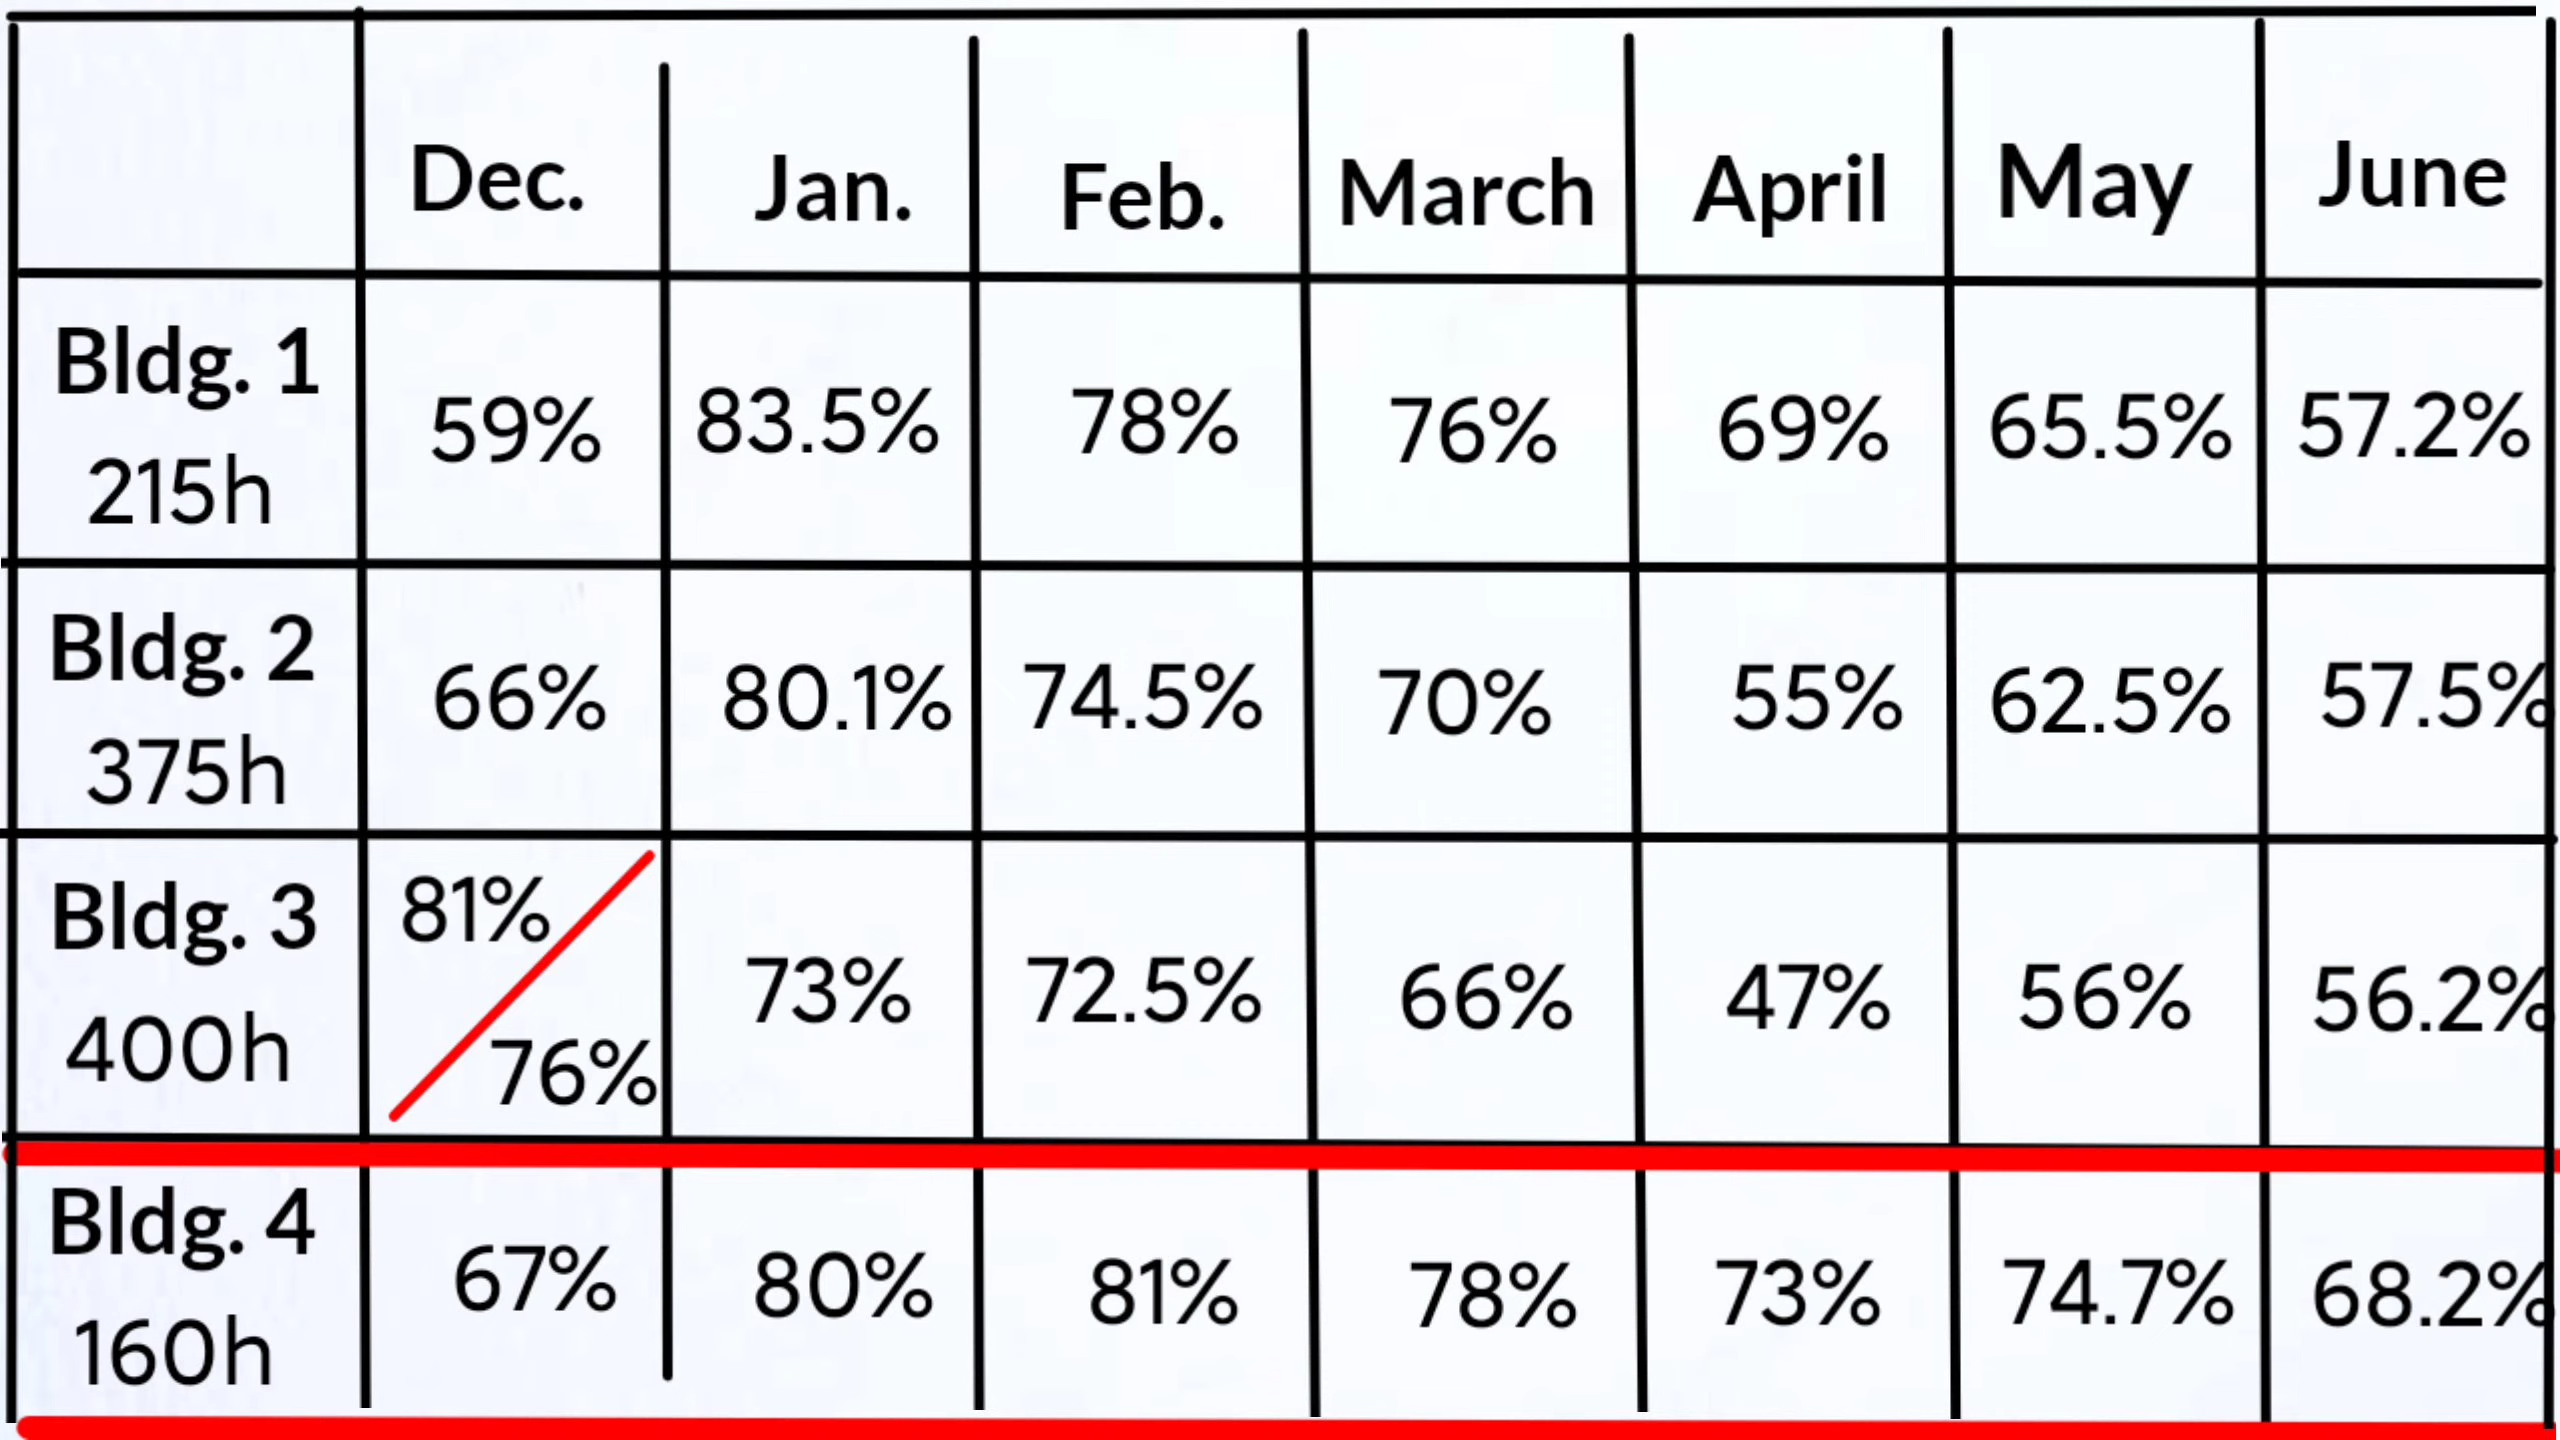 Dec. Jan. Feb. March April May June
Bldg. 1
215h
59% 83.5% 78% 76% 69% 65.5% 57.2%
Bldg. 2
375h
66% 80.1% 74.5% 70% 55% 62.5% 57.5%
Bldg. 3
400h
81%
76%
73% 72.5% 66% 47% 56% 56.2%
Bldg. 4
160h
67% 80% 81% 78% 73% 74.7% 68.2%